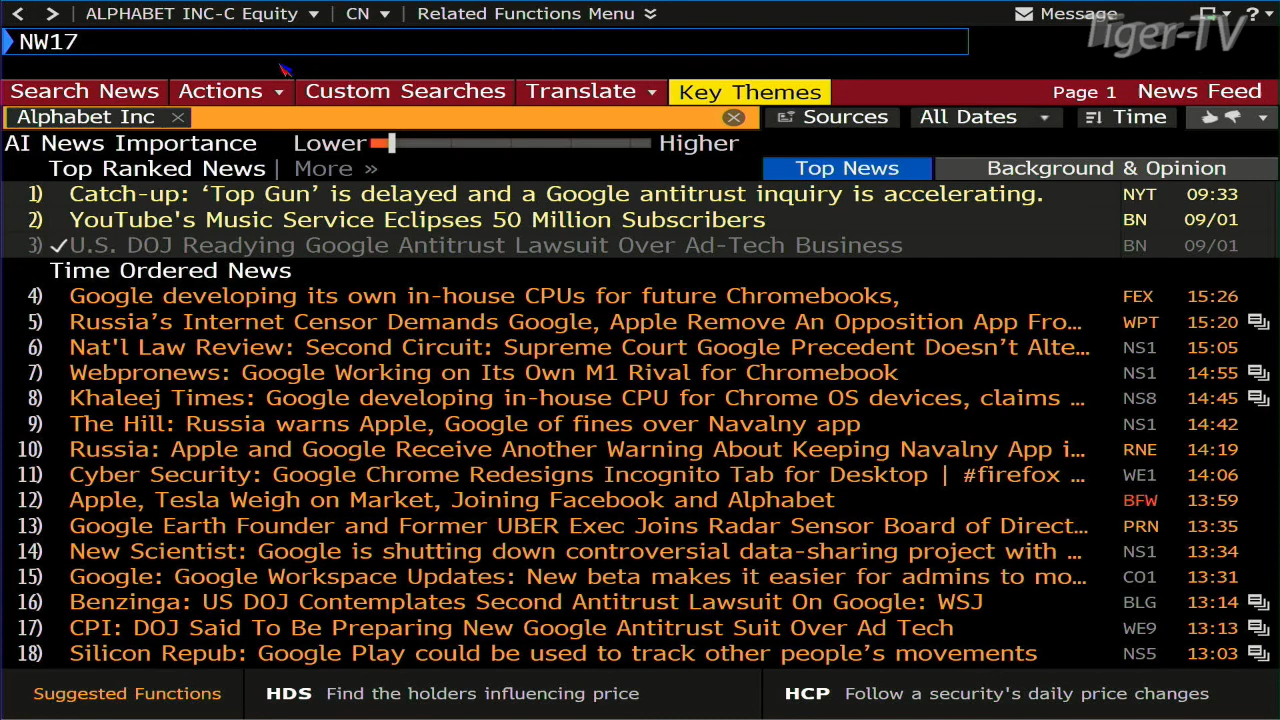 ALPHABET INC-C Equity CN Related Functions Menu Message ?
Tiger-TV
NW17
Search News Actions Custom Searches Translate Key Themes Page 1 News Feed
Alphabet Inc Sources All Dates Time
AI News Importance Lower Higher
Top Ranked News More » Top News Background & Opinion
1) Catch-up: ‘Top Gun’ is delayed and a Google antitrust inquiry is accelerating. NYT 09:33
2) YouTube's Music Service Eclipses 50 Million Subscribers BN 09/01
3) ✓U.S. DOJ Readying Google Antitrust Lawsuit Over Ad-Tech Business BN 09/01
Time Ordered News
4) Google developing its own in-house CPUs for future Chromebooks, FEX 15:26
5) Russia’s Internet Censor Demands Google, Apple Remove An Opposition App Fro… WPT 15:20
6) Nat'l Law Review: Second Circuit: Supreme Court Google Precedent Doesn’t Alte… NS1 15:05
7) Webpronews: Google Working on Its Own M1 Rival for Chromebook NS1 14:55
8) Khaleej Times: Google developing in-house CPU for Chrome OS devices, claims … NS8 14:45
9) The Hill: Russia warns Apple, Google of fines over Navalny app NS1 14:42
10) Russia: Apple and Google Receive Another Warning About Keeping Navalny App i… RNE 14:19
11) Cyber Security: Google Chrome Redesigns Incognito Tab for Desktop | #firefox … WE1 14:06
12) Apple, Tesla Weigh on Market, Joining Facebook and Alphabet BFW 13:59
13) Google Earth Founder and Former UBER Exec Joins Radar Sensor Board of Direct… PRN 13:35
14) New Scientist: Google is shutting down controversial data-sharing project with … NS1 13:34
15) Google: Google Workspace Updates: New beta makes it easier for admins to mo… CO1 13:31
16) Benzinga: US DOJ Contemplates Second Antitrust Lawsuit On Google: WSJ BLG 13:14
17) CPI: DOJ Said To Be Preparing New Google Antitrust Suit Over Ad Tech WE9 13:13
18) Silicon Repub: Google Play could be used to track other people’s movements NS5 13:03
Suggested Functions HDS Find the holders influencing price HCP Follow a security's daily price changes